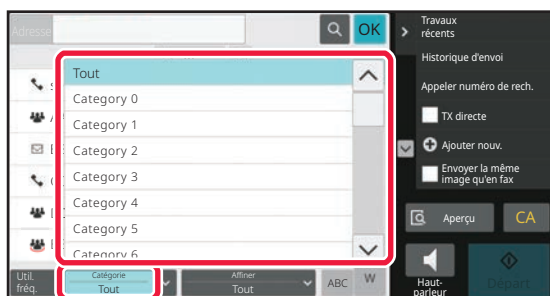 Adresse
OK
Travaux
récents
Historique d'envoi
Appeler numéro de rech.
TX directe
Ajouter nouv.
Envoyer la même
image qu'en fax
Aperçu
CA
Haut-
parleur
Départ
Tout
Category 0
Category 1
Category 2
Category 3
Category 4
Category 5
Category 6
Util.
fréq.
Catégorie
Tout
Affiner
Tout
ABC
W